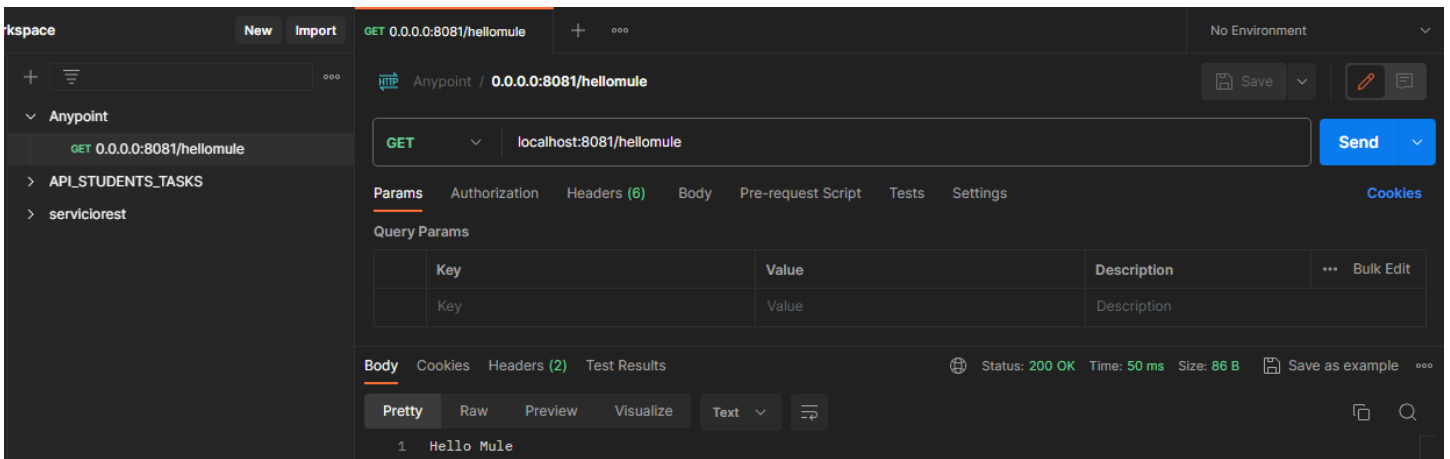 rkspace New Import GET 0.0.0.0:8081/hellomule No Environment
Anypoint / 0.0.0.0:8081/hellomule Save
Anypoint
GET 0.0.0.0:8081/hellomule
API_STUDENTS_TASKS
serviciorest
HTTP
GET localhost:8081/hellomule Send
Params Authorization Headers (6) Body Pre-request Script Tests Settings Cookies
Query Params
Key Value Description Bulk Edit
Key Value Description
Body Cookies Headers (2) Test Results Status: 200 OK Time: 50 ms Size: 86 B Save as example
Pretty Raw Preview Visualize Text
1 Hello Mule